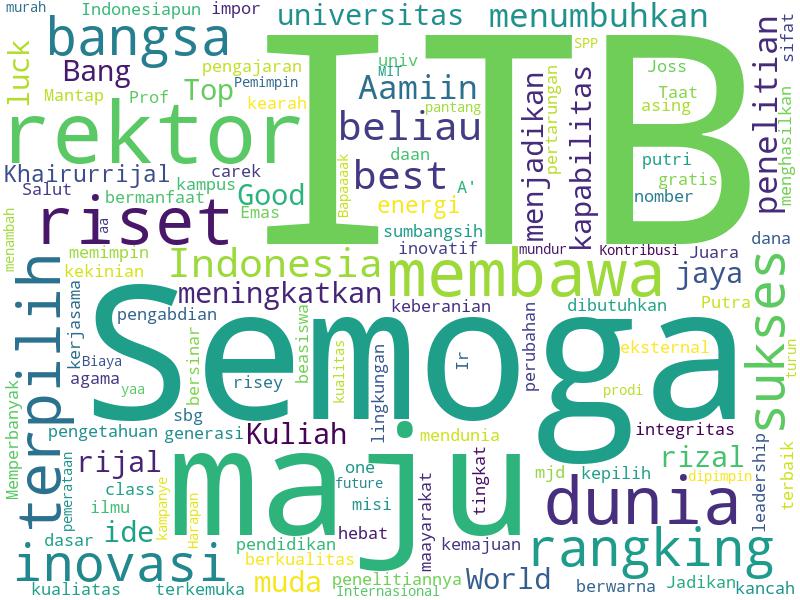 murah
Indonesiapun
impor
universitas
menumbuhkan
sifat
bangsa
ITB
SPP
penelitian
luck
Bang
pengajaran
univ
MIT
Joss
Mantap
Prof
Top
Pemimpin
kearah
Aamiin
pantang
menjadikan
pertarungan
kapabilitas
Taat
asing
menghasilkan
rektor
beliau
daan
putri
Khairurrijal
carek
kampus
Salut
bermanfaat
Good
Bapaaaak
best
A'
gratis
nomber
Emas
energi
riset
aa
sumbangsih
menambah
memimpin
inovatif
mundur
Kontribusi
Juara
dana
kekinian
Indonesia
membawa
jaya
terpilih
kerjasama
meningkatkan
keberanian
dibutuhkan
Putra
sukses
pengabdian
Semoga
beasiswa
bersinar
kualitas
lingkungan
Ir
perubahan
eksternal
turun
Biaya
agama
yaa
risey
prodi
Memperbanyak
sbg
pengetahuan
generasi
Kuliah
mendunia
integritas
rijal
maju
one
tingkat
rizal
leadership
terbaik
pemerataan
class
kampanye
Harapan
future
misi
maayarakat
mjd
kepilih
dipimpin
ilmu
dunia
dasar
ide
hebat
pendidikan
kemajuan
rangking
inovasi
berkualitas
muda
penelitiannya
World
berwarna
Jadikan
kualiatas
terkemuka
Internasional
kancah